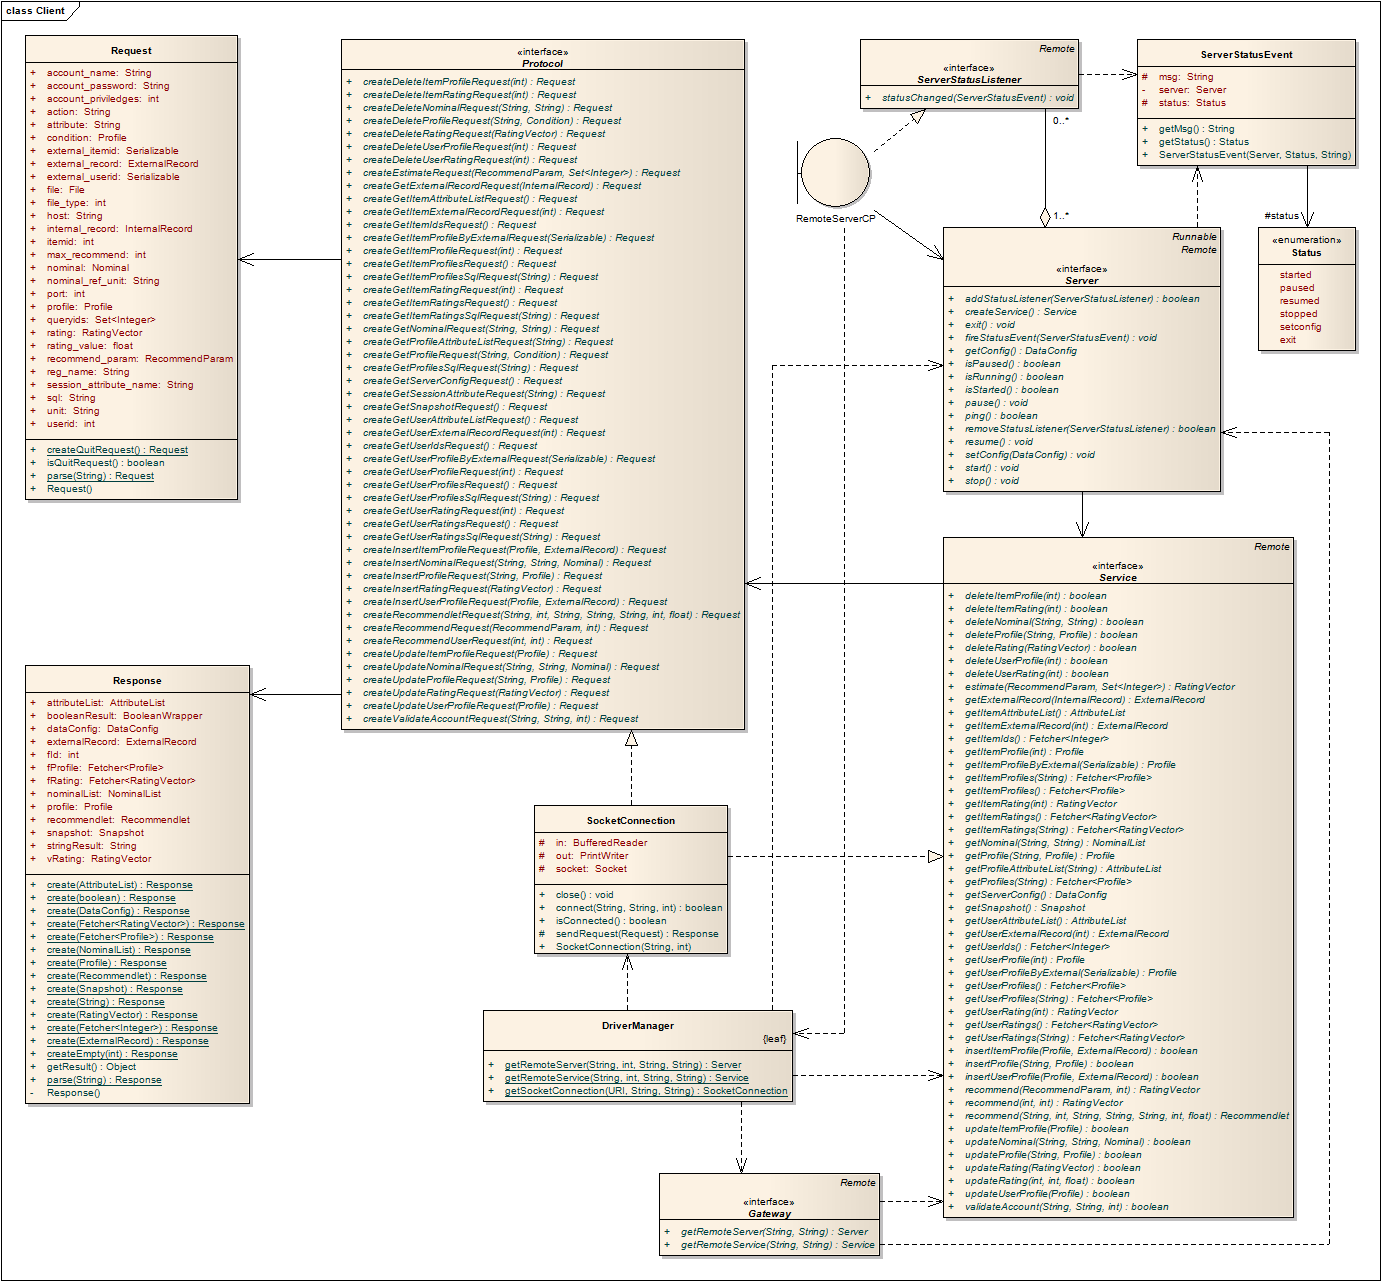 class Client
Request
+ account_name: String
+ account_password: String
+ account_priviledges: int
+ action: String
+ attribute: String
+ condition: Profile
+ external_itemid: Serializable
+ external_record: ExternalRecord
+ external_userid: Serializable
+ file: File
+ file_type: int
+ host: String
+ internal_record: InternalRecord
+ itemid: int
+ max_recommend: int
+ nominal: Nominal
+ nominal_ref_unit: String
+ port: int
+ profile: Profile
+ queryids: Set<Integer>
+ rating: RatingVector
+ rating_value: float
+ recommend_param: RecommendParam
+ reg_name: String
+ session_attribute_name: String
+ sql: String
+ unit: String
+ userid: int
+ createQuitRequest() : Request
+ isQuitRequest() : boolean
+ parse(String) : Request
+ Request()
«interface»
Protocol
+ createDeleteItemProfileRequest(int) : Request
+ createDeleteItemRatingRequest(int) : Request
+ createDeleteNominalRequest(String, String) : Request
+ createDeleteProfileRequest(String, Condition) : Request
+ createDeleteRatingRequest(RatingVector) : Request
+ createDeleteUserProfileRequest(int) : Request
+ createDeleteUserRatingRequest(int) : Request
+ createEstimateRequest(RecommendParam, Set<Integer>) : Request
+ createGetExternalRecordRequest(InternalRecord) : Request
+ createGetItemAttributeListRequest() : Request
+ createGetItemExternalRecordRequest(int) : Request
+ createGetItemIdsRequest() : Request
+ createGetItemProfileByExternalRequest(Serializable) : Request
+ createGetItemProfileRequest(int) : Request
+ createGetItemProfilesRequest() : Request
+ createGetItemProfilesSqlRequest(String) : Request
+ createGetItemRatingRequest(int) : Request
+ createGetItemRatingsRequest() : Request
+ createGetItemRatingsSqlRequest(String) : Request
+ createGetNominalRequest(String, String) : Request
+ createGetProfileAttributeListRequest(String) : Request
+ createGetProfileRequest(String, Condition) : Request
+ createGetProfilesSqlRequest(String) : Request
+ createGetServerConfigRequest() : Request
+ createGetSessionAttributeRequest(String) : Request
+ createGetSnapshotRequest() : Request
+ createGetUserAttributeListRequest() : Request
+ createGetUserExternalRecordRequest(int) : Request
+ createGetUserIdsRequest() : Request
+ createGetUserProfileByExternalRequest(Serializable) : Request
+ createGetUserProfileRequest(int) : Request
+ createGetUserProfilesRequest() : Request
+ createGetUserProfilesSqlRequest(String) : Request
+ createGetUserRatingRequest(int) : Request
+ createGetUserRatingsRequest() : Request
+ createGetUserRatingsSqlRequest(String) : Request
+ createInsertItemProfileRequest(Profile, ExternalRecord) : Request
+ createInsertNominalRequest(String, String, Nominal) : Request
+ createInsertProfileRequest(String, Profile) : Request
+ createInsertRatingRequest(RatingVector) : Request
+ createInsertUserProfileRequest(Profile, ExternalRecord) : Request
+ createRecommendletRequest(String, int, String, String, String, int, float) : Request
+ createRecommendRequest(RecommendParam, int) : Request
+ createRecommendUserRequest(int, int) : Request
+ createUpdateItemProfileRequest(Profile) : Request
+ createUpdateNominalRequest(String, String, Nominal) : Request
+ createUpdateProfileRequest(String, Profile) : Request
+ createUpdateRatingRequest(RatingVector) : Request
+ createUpdateUserProfileRequest(Profile) : Request
+ createValidateAccountRequest(String, String, int) : Request
Remote
«interface»
ServerStatusListener
+ statusChanged(ServerStatusEvent) : void
ServerStatusEvent
# msg: String
- server: Server
# status: Status
+ getMsg() : String
+ getStatus() : Status
+ ServerStatusEvent(Server, Status, String)
0..*
RemoteServerCP
1..*
#status
«enumeration»
Status
started
paused
resumed
stopped
setconfig
exit
Runnable
Remote
«interface»
Server
+ addStatusListener(ServerStatusListener) : boolean
+ createService() : Service
+ exit() : void
+ fireStatusEvent(ServerStatusEvent) : void
+ getConfig() : DataConfig
+ isPaused() : boolean
+ isRunning() : boolean
+ isStarted() : boolean
+ pause() : void
+ ping() : boolean
+ removeStatusListener(ServerStatusListener) : boolean
+ resume() : void
+ setConfig(DataConfig) : void
+ start() : void
+ stop() : void
Remote
«interface»
Service
+ deleteItemProfile(int) : boolean
+ deleteItemRating(int) : boolean
+ deleteNominal(String, String) : boolean
+ deleteProfile(String, Profile) : boolean
+ deleteRating(RatingVector) : boolean
+ deleteUserProfile(int) : boolean
+ deleteUserRating(int) : boolean
+ estimate(RecommendParam, Set<Integer>) : RatingVector
+ getExternalRecord(InternalRecord) : ExternalRecord
+ getItemAttributeList() : AttributeList
+ getItemExternalRecord(int) : ExternalRecord
+ getItemIds() : Fetcher<Integer>
+ getItemProfile(int) : Profile
+ getItemProfileByExternal(Serializable) : Profile
+ getItemProfiles(String) : Fetcher<Profile>
+ getItemProfiles() : Fetcher<Profile>
+ getItemRating(int) : RatingVector
+ getItemRatings() : Fetcher<RatingVector>
+ getItemRatings(String) : Fetcher<RatingVector>
+ getNominal(String, String) : NominalList
+ getProfile(String, Profile) : Profile
+ getProfileAttributeList(String) : AttributeList
+ getProfiles(String) : Fetcher<Profile>
+ getServerConfig() : DataConfig
+ getSnapshot() : Snapshot
+ getUserAttributeList() : AttributeList
+ getUserExternalRecord(int) : ExternalRecord
+ getUserIds() : Fetcher<Integer>
+ getUserProfile(int) : Profile
+ getUserProfileByExternal(Serializable) : Profile
+ getUserProfiles() : Fetcher<Profile>
+ getUserProfiles(String) : Fetcher<Profile>
+ getUserRating(int) : RatingVector
+ getUserRatings() : Fetcher<RatingVector>
+ getUserRatings(String) : Fetcher<RatingVector>
+ insertItemProfile(Profile, ExternalRecord) : boolean
+ insertProfile(String, Profile) : boolean
+ insertUserProfile(Profile, ExternalRecord) : boolean
+ recommend(RecommendParam, int) : RatingVector
+ recommend(int, int) : RatingVector
+ recommend(String, int, String, String, String, int, float) : Recommendlet
+ updateItemProfile(Profile) : boolean
+ updateNominal(String, String, Nominal) : boolean
+ updateProfile(String, Profile) : boolean
+ updateRating(RatingVector) : boolean
+ updateRating(int, int, float) : boolean
+ updateUserProfile(Profile) : boolean
+ validateAccount(String, String, int) : boolean
Response
+ attributeList: AttributeList
+ booleanResult: BooleanWrapper
+ dataConfig: DataConfig
+ externalRecord: ExternalRecord
+ fId: int
+ fProfile: Fetcher<Profile>
+ fRating: Fetcher<RatingVector>
+ nominalList: NominalList
+ profile: Profile
+ recommendlet: Recommendlet
+ snapshot: Snapshot
+ stringResult: String
+ vRating: RatingVector
+ create(AttributeList) : Response
+ create(boolean) : Response
+ create(DataConfig) : Response
+ create(Fetcher<RatingVector>) : Response
+ create(Fetcher<Profile>) : Response
+ create(NominalList) : Response
+ create(Profile) : Response
+ create(Recommendlet) : Response
+ create(Snapshot) : Response
+ create(String) : Response
+ create(RatingVector) : Response
+ create(Fetcher<Integer>) : Response
+ create(ExternalRecord) : Response
+ createEmpty(int) : Response
+ getResult() : Object
+ parse(String) : Response
- Response()
SocketConnection
# in: BufferedReader
# out: PrintWriter
# socket: Socket
+ close() : void
+ connect(String, String, int) : boolean
+ isConnected() : boolean
# sendRequest(Request) : Response
+ SocketConnection(String, int)
DriverManager
{leaf}
+ getRemoteServer(String, int, String, String) : Server
+ getRemoteService(String, int, String, String) : Service
+ getSocketConnection(URI, String, String) : SocketConnection
Remote
«interface»
Gateway
+ getRemoteServer(String, String) : Server
+ getRemoteService(String, String) : Service